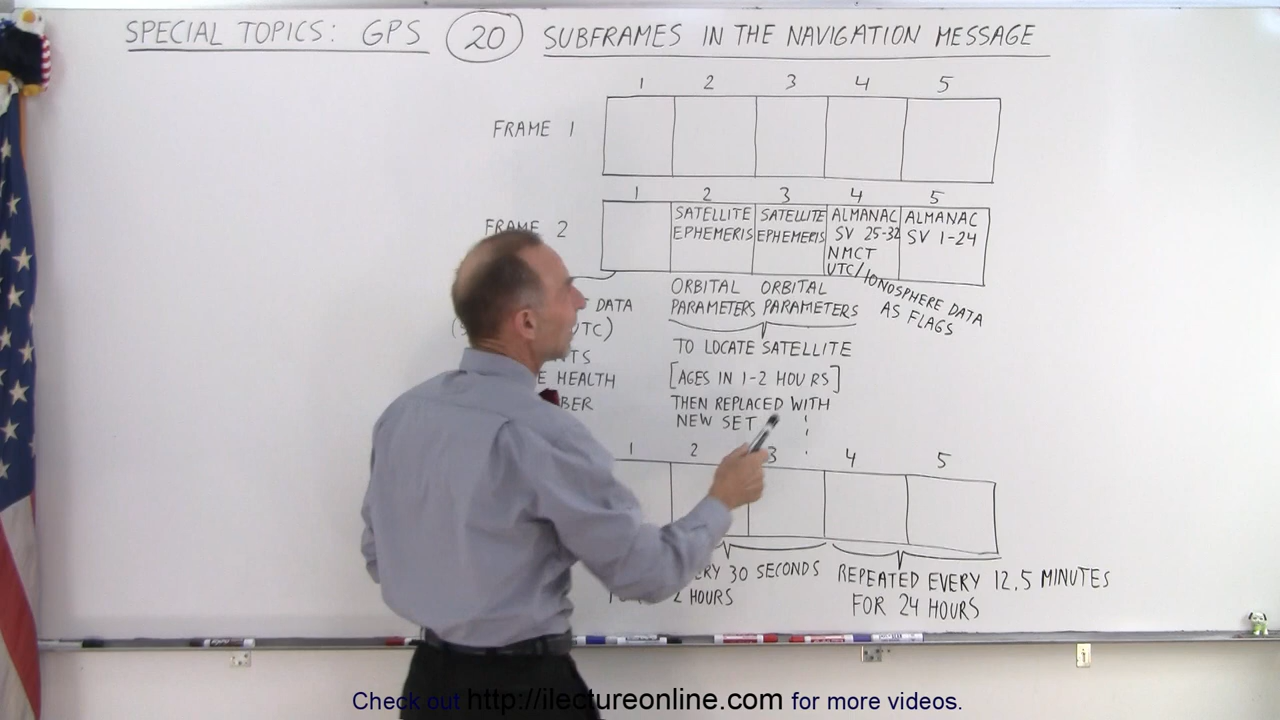 SPECIAL TOPICS: GPS 20 SUBFRAMES IN THE NAVIGATION MESSAGE
1 2 3 4 5
FRAME 1
1 2 3 4 5
FRAME 2
SATELLITE EPHEMERIS
SATELLITE EPHEMERIS
ALMANAC SV 25-32 NMCT UTC/IONOSPHERE DATA AS FLAGS
ALMANAC SV 1-24
ORBITAL PARAMETERS
ORBITAL PARAMETERS
DATA
UTC)
HEALTH
TO LOCATE SATELLITE
[AGES IN 1-2 HOURS]
THEN REPLACED WITH
NEW SET
1 2 3 4 5
30 SECONDS
2 HOURS
REPEATED EVERY 12.5 MINUTES
FOR 24 HOURS
Check out http://ilectureonline.com for more videos.